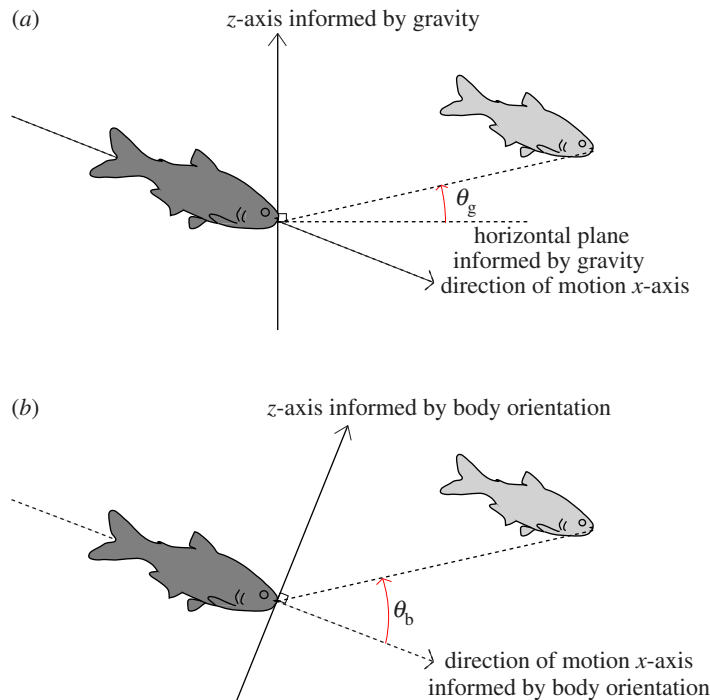 (a)
z-axis informed by gravity
θg
horizontal plane
informed by gravity
direction of motion x-axis
(b)
z-axis informed by body orientation
θb
direction of motion x-axis
informed by body orientation